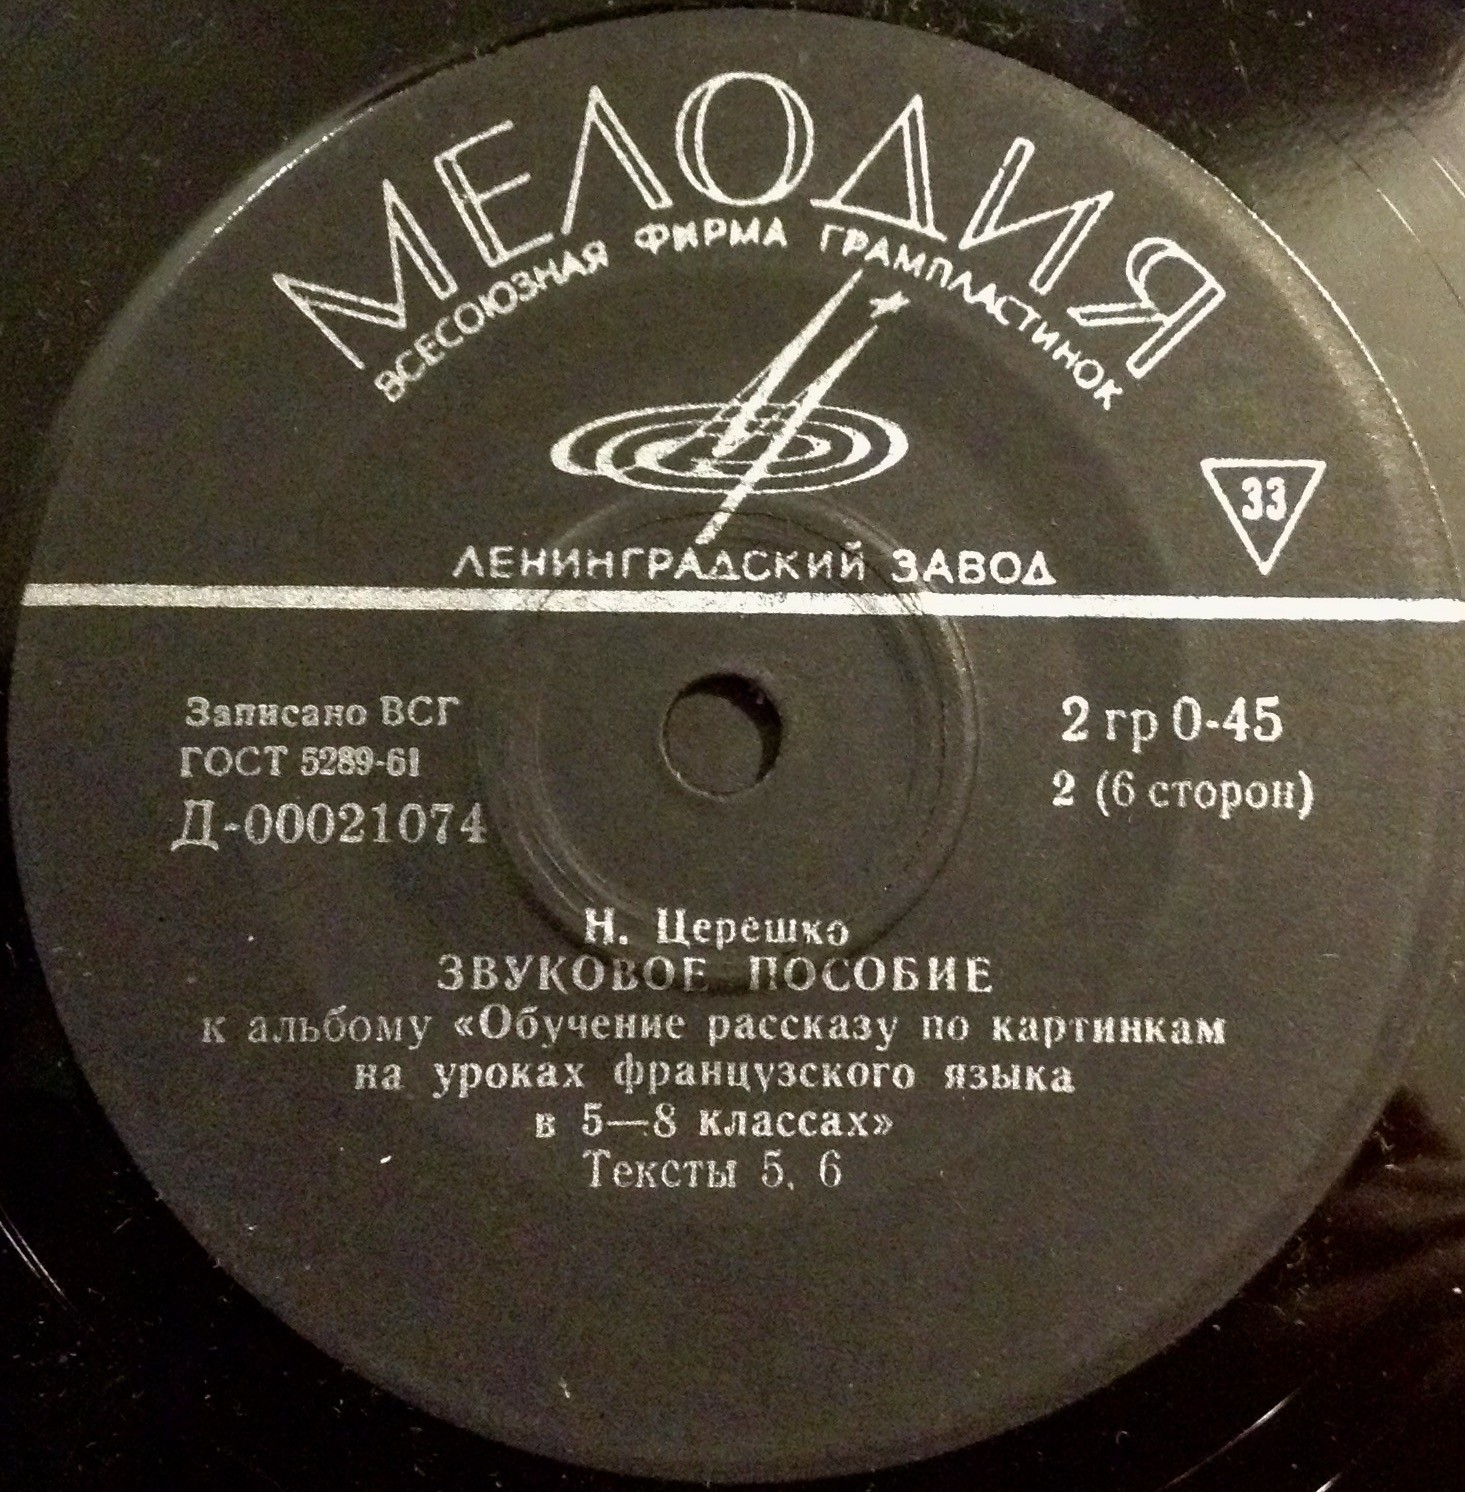 МЕЛОДИЯ
ВСЕСОЮЗНАЯ ФИРМА ГРАМПЛАСТИНОК
33
ЛЕНИНГРАДСКИЙ ЗАВОД
Записано ВСГ
ГОСТ 5289-61
Д-00021074
2 гр 0-45
2 (6 сторон)
Н. Церешко
ЗВУКОВОЕ ПОСОБИЕ
к альбому «Обучение рассказу по картинкам
на уроках французского языка
в 5—8 классах»
Тексты 5, 6